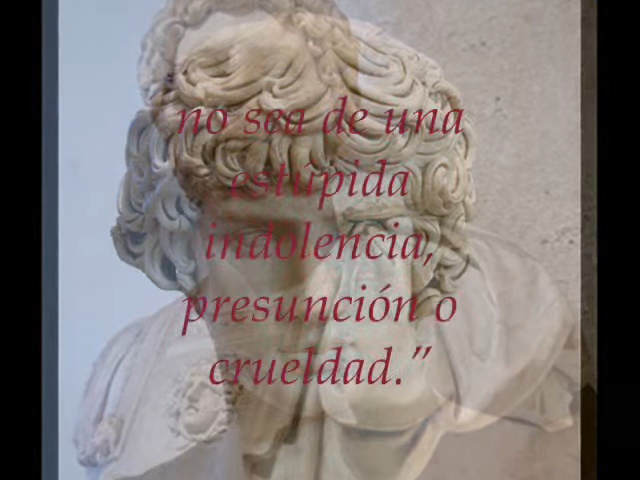 no sea de una
estúpida
indolencia,
presunción o
crueldad.”